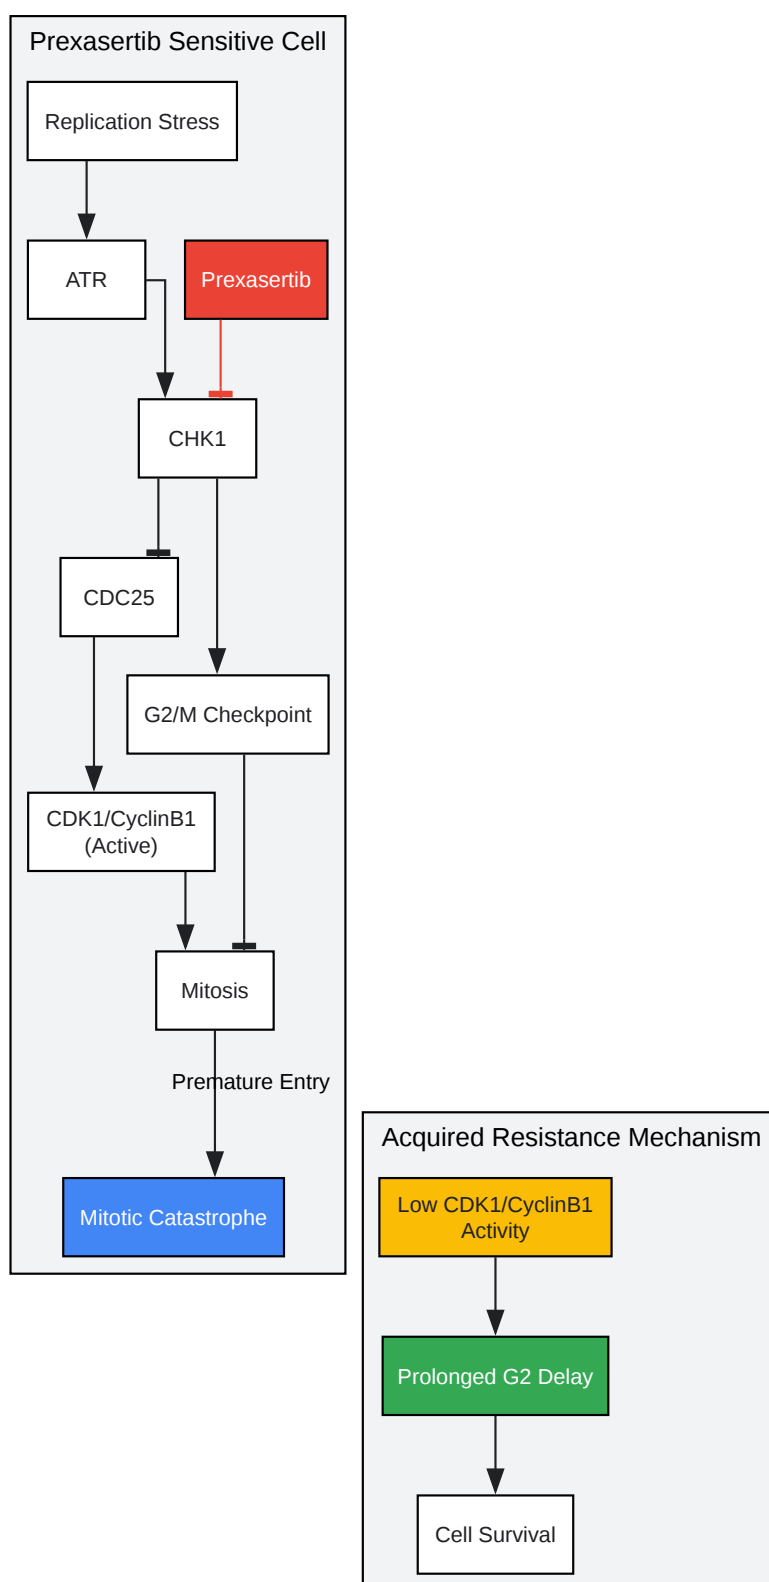 Prexasertib Sensitive Cell
Replication Stress
ATR
Prexasertib
CHK1
CDC25
G2/M Checkpoint
CDK1/CyclinB1
(Active)
Mitosis
Premature Entry
Mitotic Catastrophe
Acquired Resistance Mechanism
Low CDK1/CyclinB1
Activity
Prolonged G2 Delay
Cell Survival